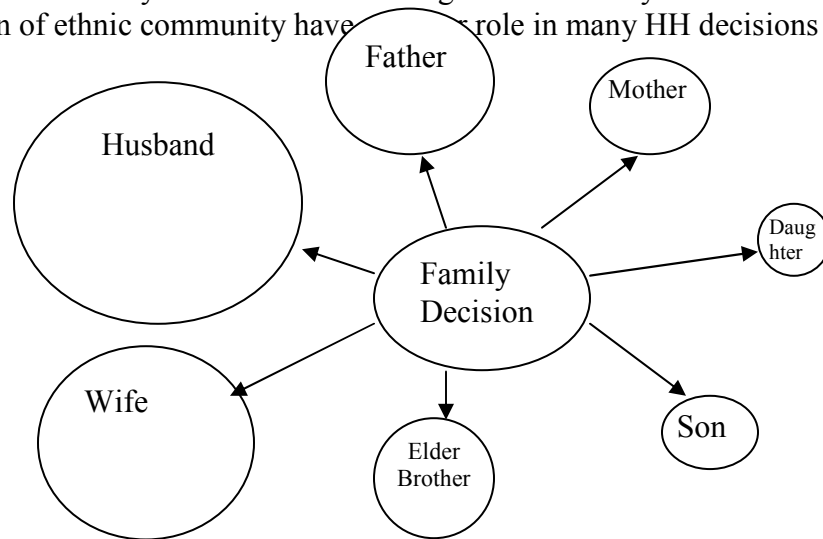 n of ethnic community have role in many HH decisions
Father
Mother
Husband
Daug
hter
Family
Decision
Wife
Son
Elder
Brother